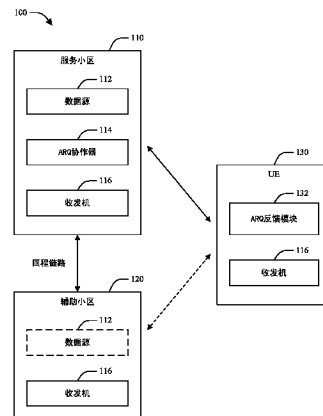 100
110
服务小区
112
数据源
114
ARQ协作器
116
收发机
130
UE
132
ARQ反馈模块
116
收发机
回程链路
120
辅助小区
112
数据源
116
收发机